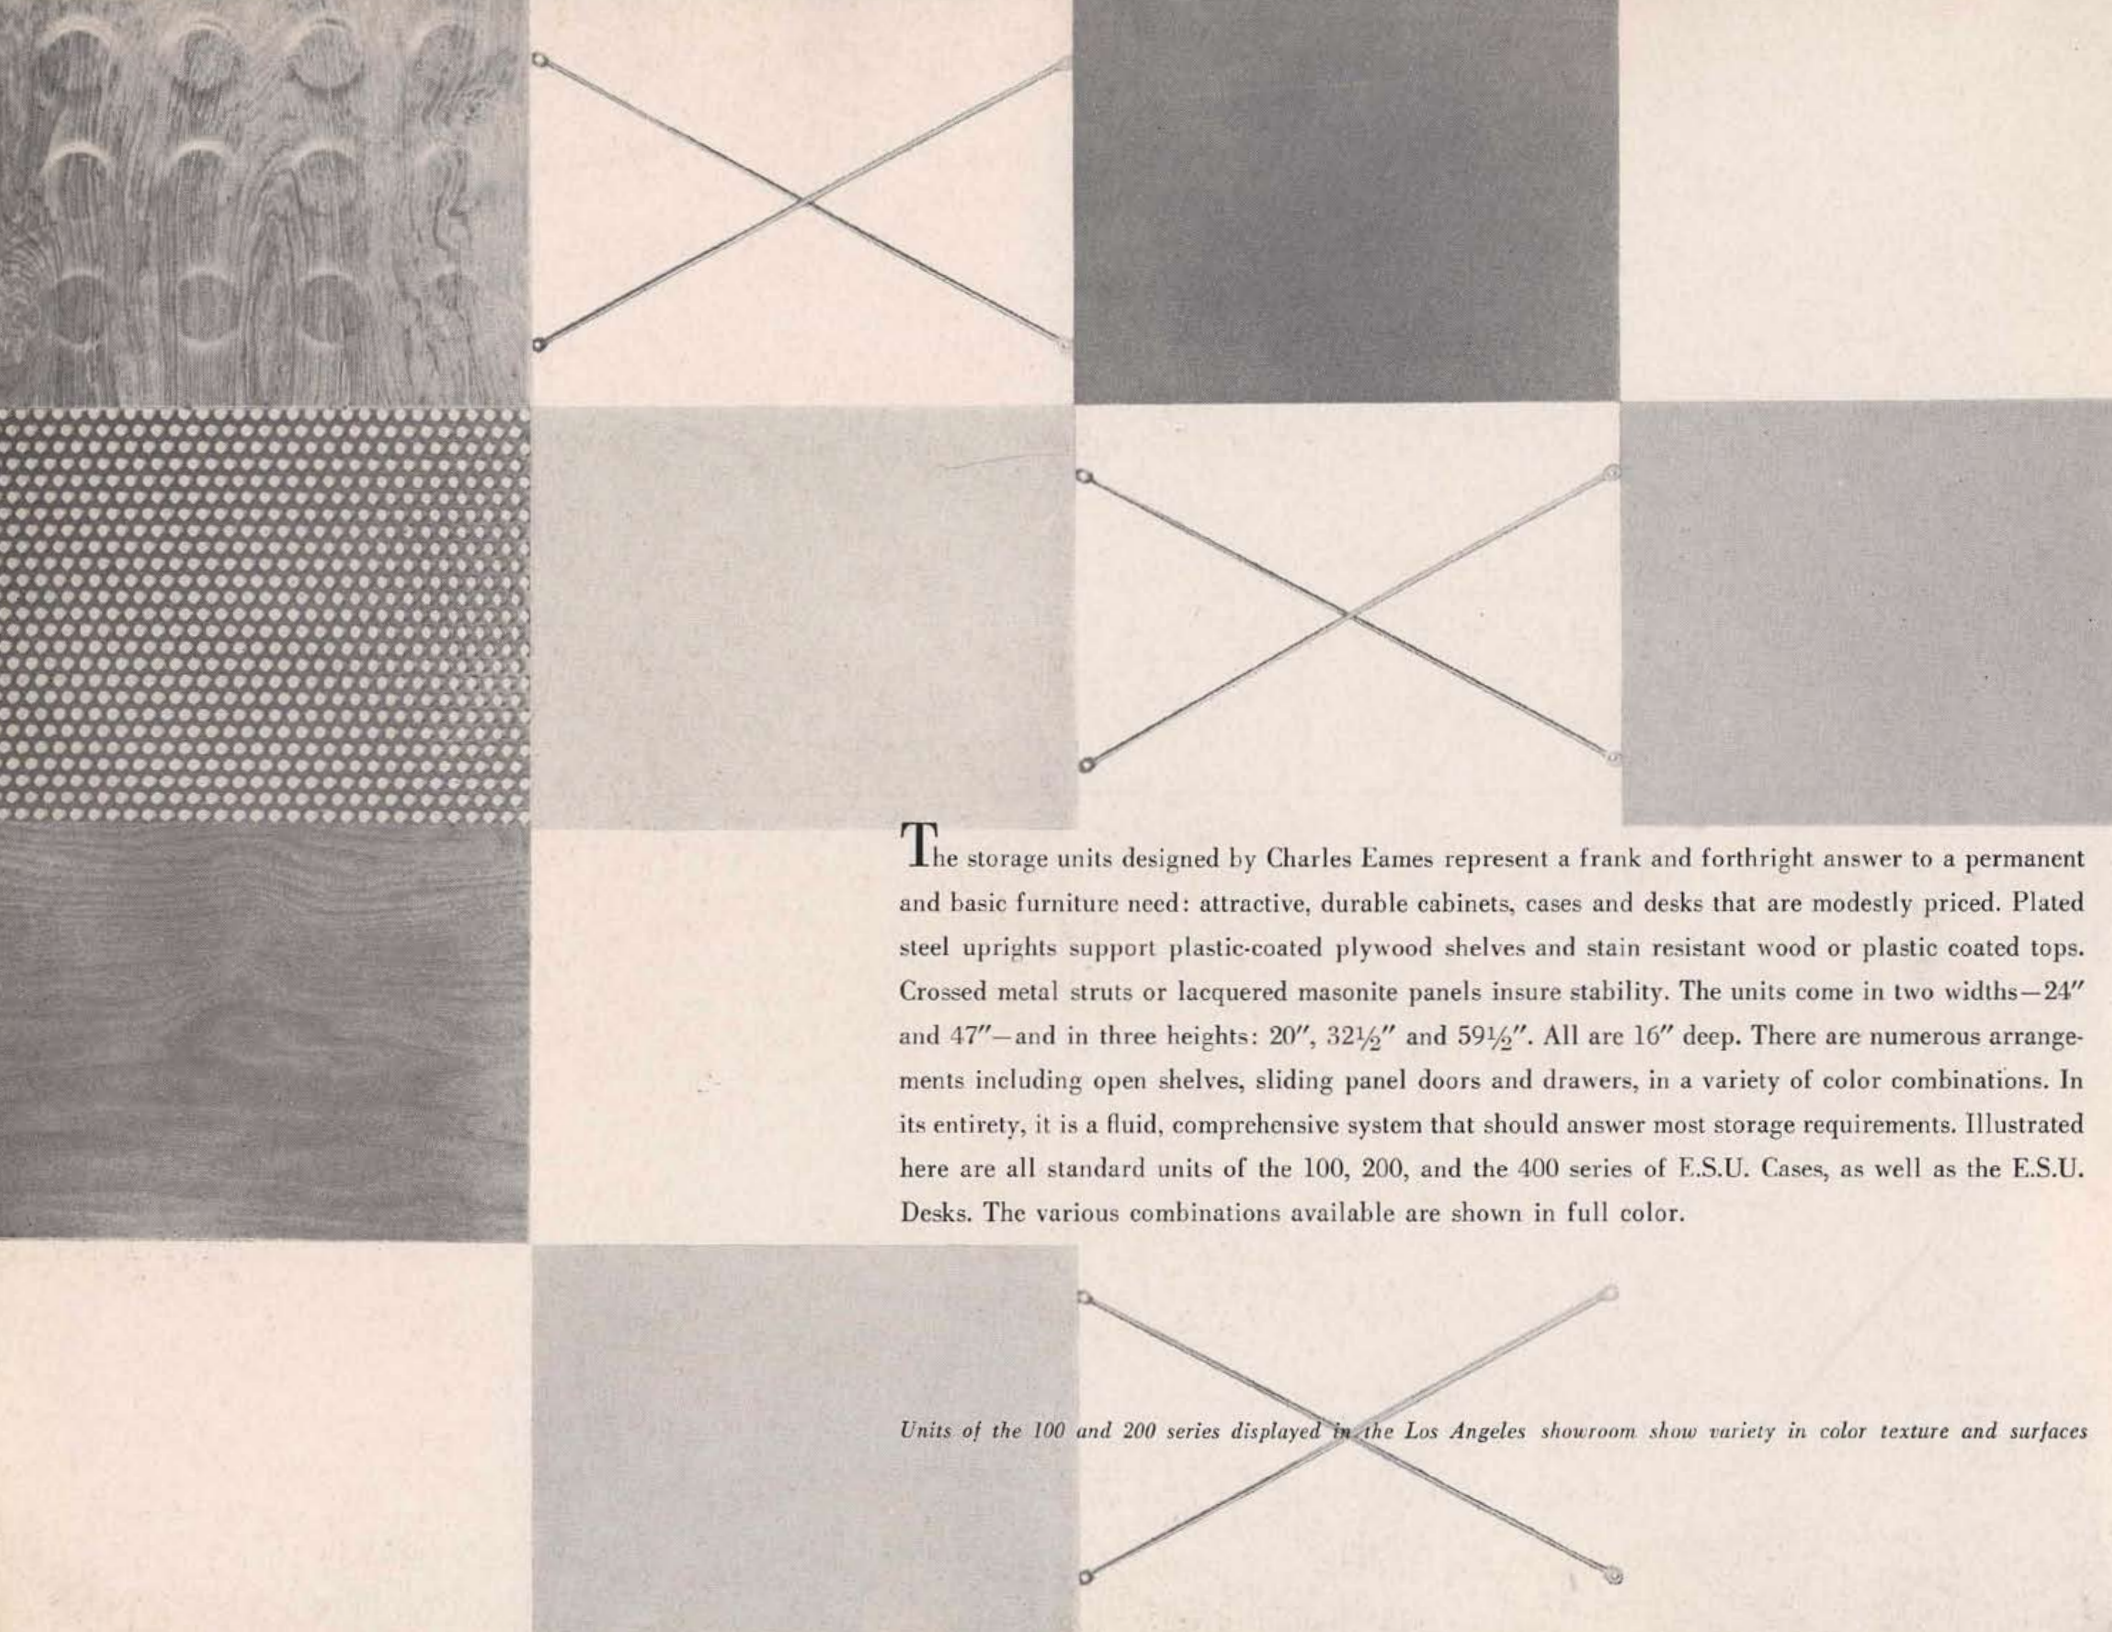 The storage units designed by Charles Eames represent a frank and forthright answer to a permanent
and basic furniture need: attractive, durable cabinets, cases and desks that are modestly priced. Plated
steel uprights support plastic-coated plywood shelves and stain resistant wood or plastic coated tops.
Crossed metal struts or lacquered masonite panels insure stability. The units come in two widths—24″
and 47″—and in three heights: 20″, 32½″ and 59½″. All are 16″ deep. There are numerous arrange-
ments including open shelves, sliding panel doors and drawers, in a variety of color combinations. In
its entirety, it is a fluid, comprehensive system that should answer most storage requirements. Illustrated
here are all standard units of the 100, 200, and the 400 series of E.S.U. Cases, as well as the E.S.U.
Desks. The various combinations available are shown in full color.
Units of the 100 and 200 series displayed in the Los Angeles showroom show variety in color texture and surfaces